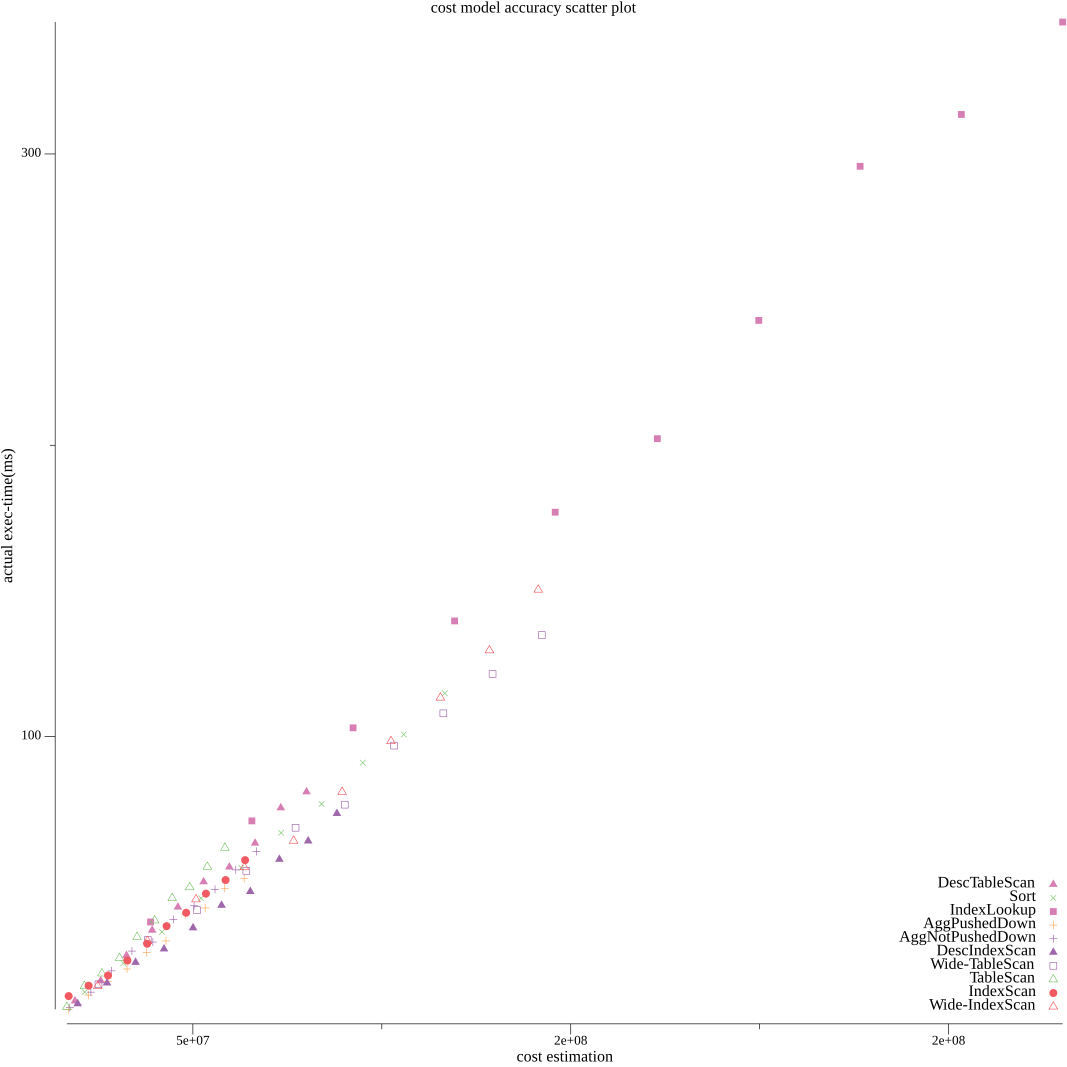 cost model accuracy scatter plot
300
actual exec-time(ms)
100
DescTableScan
Sort
IndexLookup
AggPushedDown
AggNotPushedDown
DescIndexScan
Wide-TableScan
TableScan
IndexScan
Wide-IndexScan
5e+07
2e+08
2e+08
cost estimation